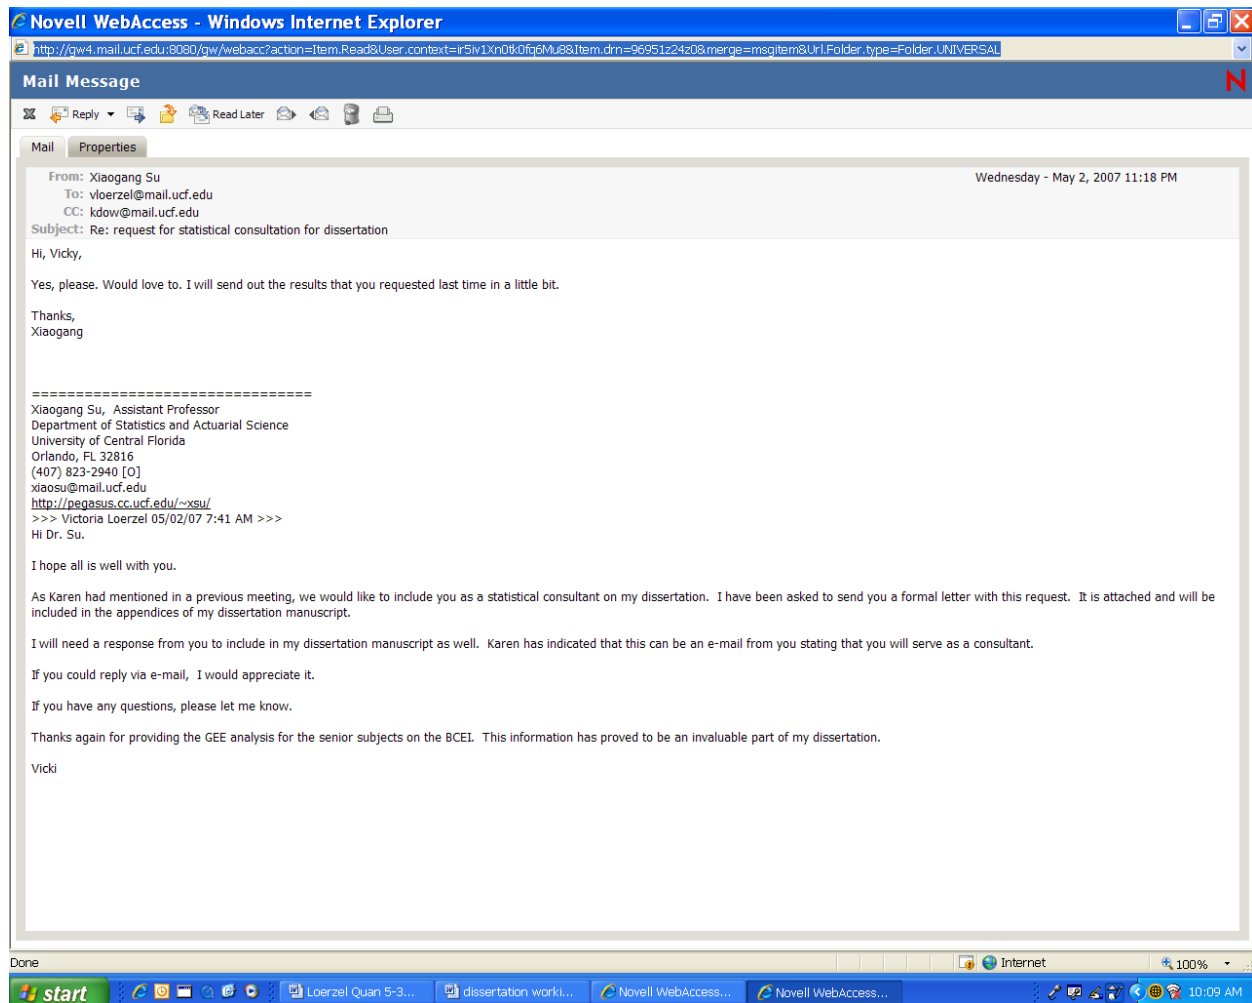 Novell WebAccess - Windows Internet Explorer
http://gw4.mail.ucf.edu:8080/gw/webacc?action=Item.Read&User.context=ir5iv1Xn0tk0fq6Mu8&Item.drn=96951z24z0&merge=msgitem&Url.Folder.type=Folder.UNIVERSAL
Mail Message
N
Reply Read Later
Mail Properties
From: Xiaogang Su Wednesday - May 2, 2007 11:18 PM
To: vloerzel@mail.ucf.edu
CC: kdow@mail.ucf.edu
Subject: Re: request for statistical consultation for dissertation
Hi, Vicky,
Yes, please. Would love to. I will send out the results that you requested last time in a little bit.
Thanks,
Xiaogang
================================
Xiaogang Su, Assistant Professor
Department of Statistics and Actuarial Science
University of Central Florida
Orlando, FL 32816
(407) 823-2940 [O]
xiaosu@mail.ucf.edu
http://pegasus.cc.ucf.edu/~xsu/
>>> Victoria Loerzel 05/02/07 7:41 AM >>>
Hi Dr. Su.
I hope all is well with you.
As Karen had mentioned in a previous meeting, we would like to include you as a statistical consultant on my dissertation. I have been asked to send you a formal letter with this request. It is attached and will be
included in the appendices of my dissertation manuscript.
I will need a response from you to include in my dissertation manuscript as well. Karen has indicated that this can be an e-mail from you stating that you will serve as a consultant.
If you could reply via e-mail, I would appreciate it.
If you have any questions, please let me know.
Thanks again for providing the GEE analysis for the senior subjects on the BCEI. This information has proved to be an invaluable part of my dissertation.
Vicki
Done Internet 100%
start Loerzel Quan 5-3... dissertation worki... Novell WebAccess... Novell WebAccess... 10:09 AM